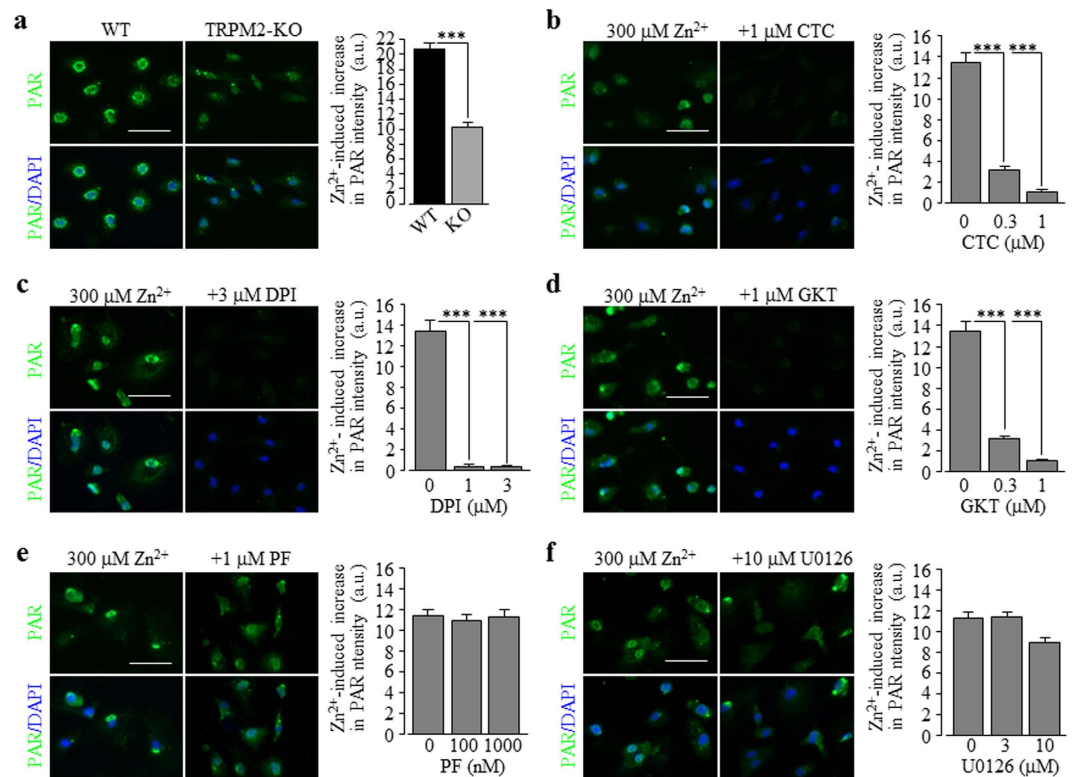 a
WT TRPM2-KO
PAR
PAR/DAPI
Zn²⁺-induced increase
in PAR intensity (a.u.)
22
20
18
16
14
12
10
8
6
4
2
0
***
WT KO
b
300 µM Zn²⁺ +1 µM CTC
PAR
PAR/DAPI
Zn²⁺- induced increase
in PAR intensity (a.u.)
16
14
12
10
8
6
4
2
0
*** ***
0 0.3 1
CTC (µM)
c
300 µM Zn²⁺ +3 µM DPI
PAR
PAR/DAPI
Zn²⁺- induced increase
in PAR intensity (a.u.)
16
14
12
10
8
6
4
2
0
*** ***
0 1 3
DPI (µM)
d
300 µM Zn²⁺ +1 µM GKT
PAR
PAR/DAPI
Zn²⁺- induced increase
in PAR intensity (a.u.)
16
14
12
10
8
6
4
2
0
*** ***
0 0.3 1
GKT (µM)
e
300 µM Zn²⁺ +1 µM PF
PAR
PAR/DAPI
Zn²⁺-induced increase
in PAR ntensity (a.u.)
16
14
12
10
8
6
4
2
0
0 100 1000
PF (nM)
f
300 µM Zn²⁺ +10 µM U0126
PAR
PAR/DAPI
Zn²⁺-induced increase
in PAR ntensity (a.u.)
16
14
12
10
8
6
4
2
0
0 3 10
U0126 (µM)